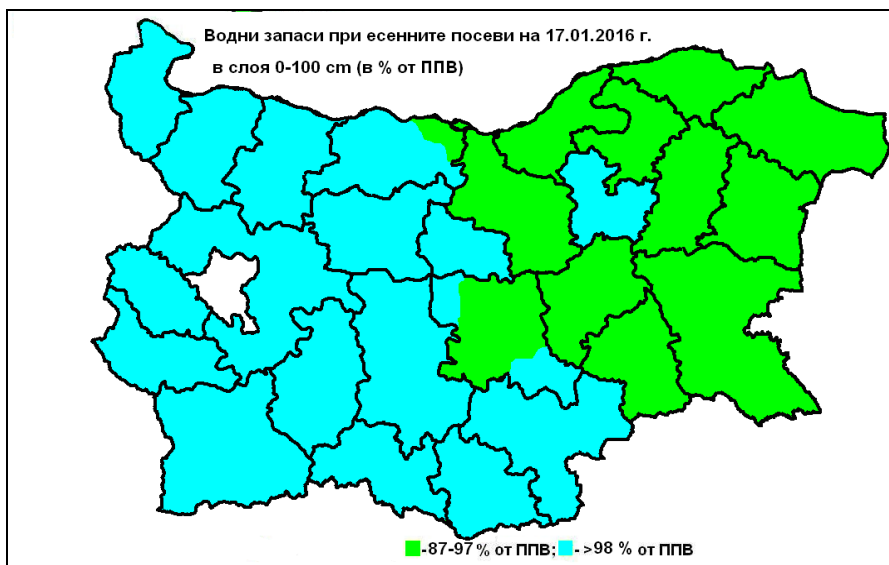 Водни запаси при есенните посеви на 17.01.2016 г.
в слоя 0-100 cm (в % от ППВ)
-87-97 % от ППВ; - >98 % от ППВ